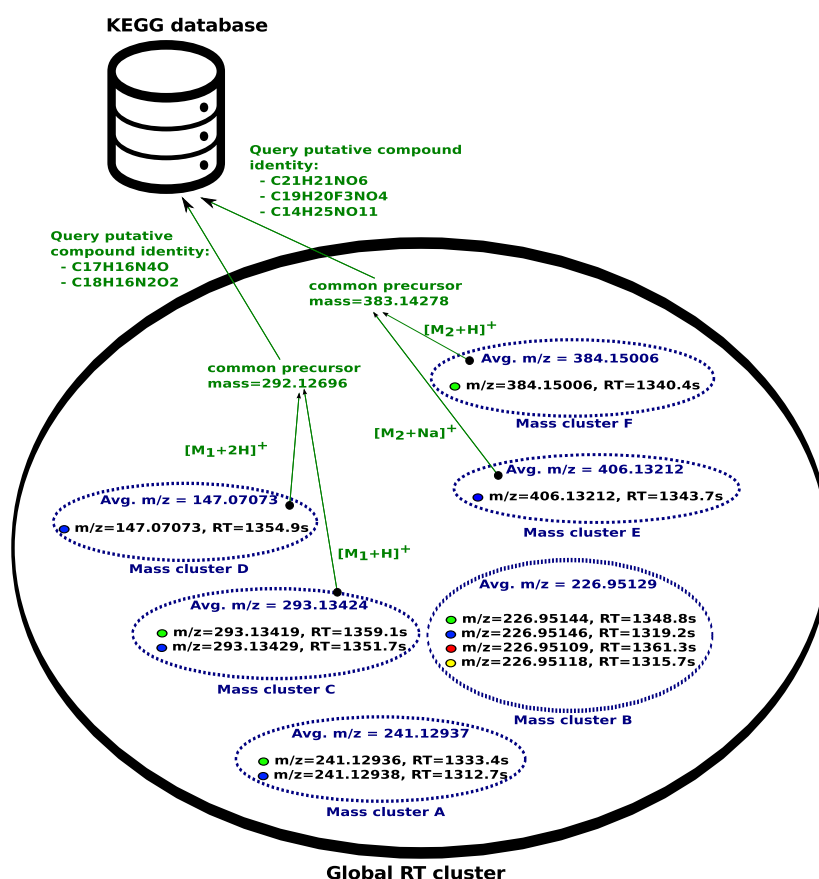 KEGG database
Query putative compound
identity:
- C21H21NO6
- C19H20F3NO4
- C14H25NO11
Query putative
compound identity:
- C17H16N4O
- C18H16N2O2
common precursor
mass=383.14278
[M2+H]+
common precursor
mass=292.12696
Avg. m/z = 384.15006
m/z=384.15006, RT=1340.4s
Mass cluster F
[M2+Na]+
[M1+2H]+
Avg. m/z = 406.13212
m/z=406.13212, RT=1343.7s
Mass cluster E
Avg. m/z = 147.07073
m/z=147.07073, RT=1354.9s
Mass cluster D
[M1+H]+
Avg. m/z = 226.95129
m/z=226.95144, RT=1348.8s
m/z=226.95146, RT=1319.2s
m/z=226.95109, RT=1361.3s
m/z=226.95118, RT=1315.7s
Mass cluster B
Avg. m/z = 293.13424
m/z=293.13419, RT=1359.1s
m/z=293.13429, RT=1351.7s
Mass cluster C
Avg. m/z = 241.12937
m/z=241.12936, RT=1333.4s
m/z=241.12938, RT=1312.7s
Mass cluster A
Global RT cluster